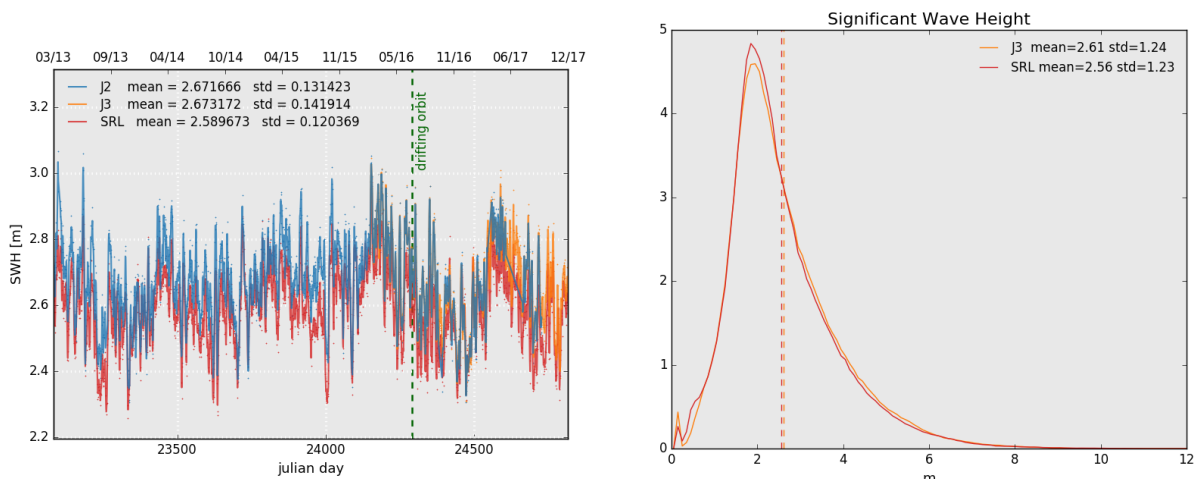 03/13 09/13 04/14 10/14 04/15 11/15 05/16 11/16 06/17 12/17
J2 mean = 2.671666 std = 0.131423
J3 mean = 2.673172 std = 0.141914
SRL mean = 2.589673 std = 0.120369
drifting orbit
SWH [m]
3.2
3.0
2.8
2.6
2.4
2.2
23500 24000 24500
julian day
Significant Wave Height
J3 mean=2.61 std=1.24
SRL mean=2.56 std=1.23
5
4
3
2
1
0
0 2 4 6 8 10 12
m